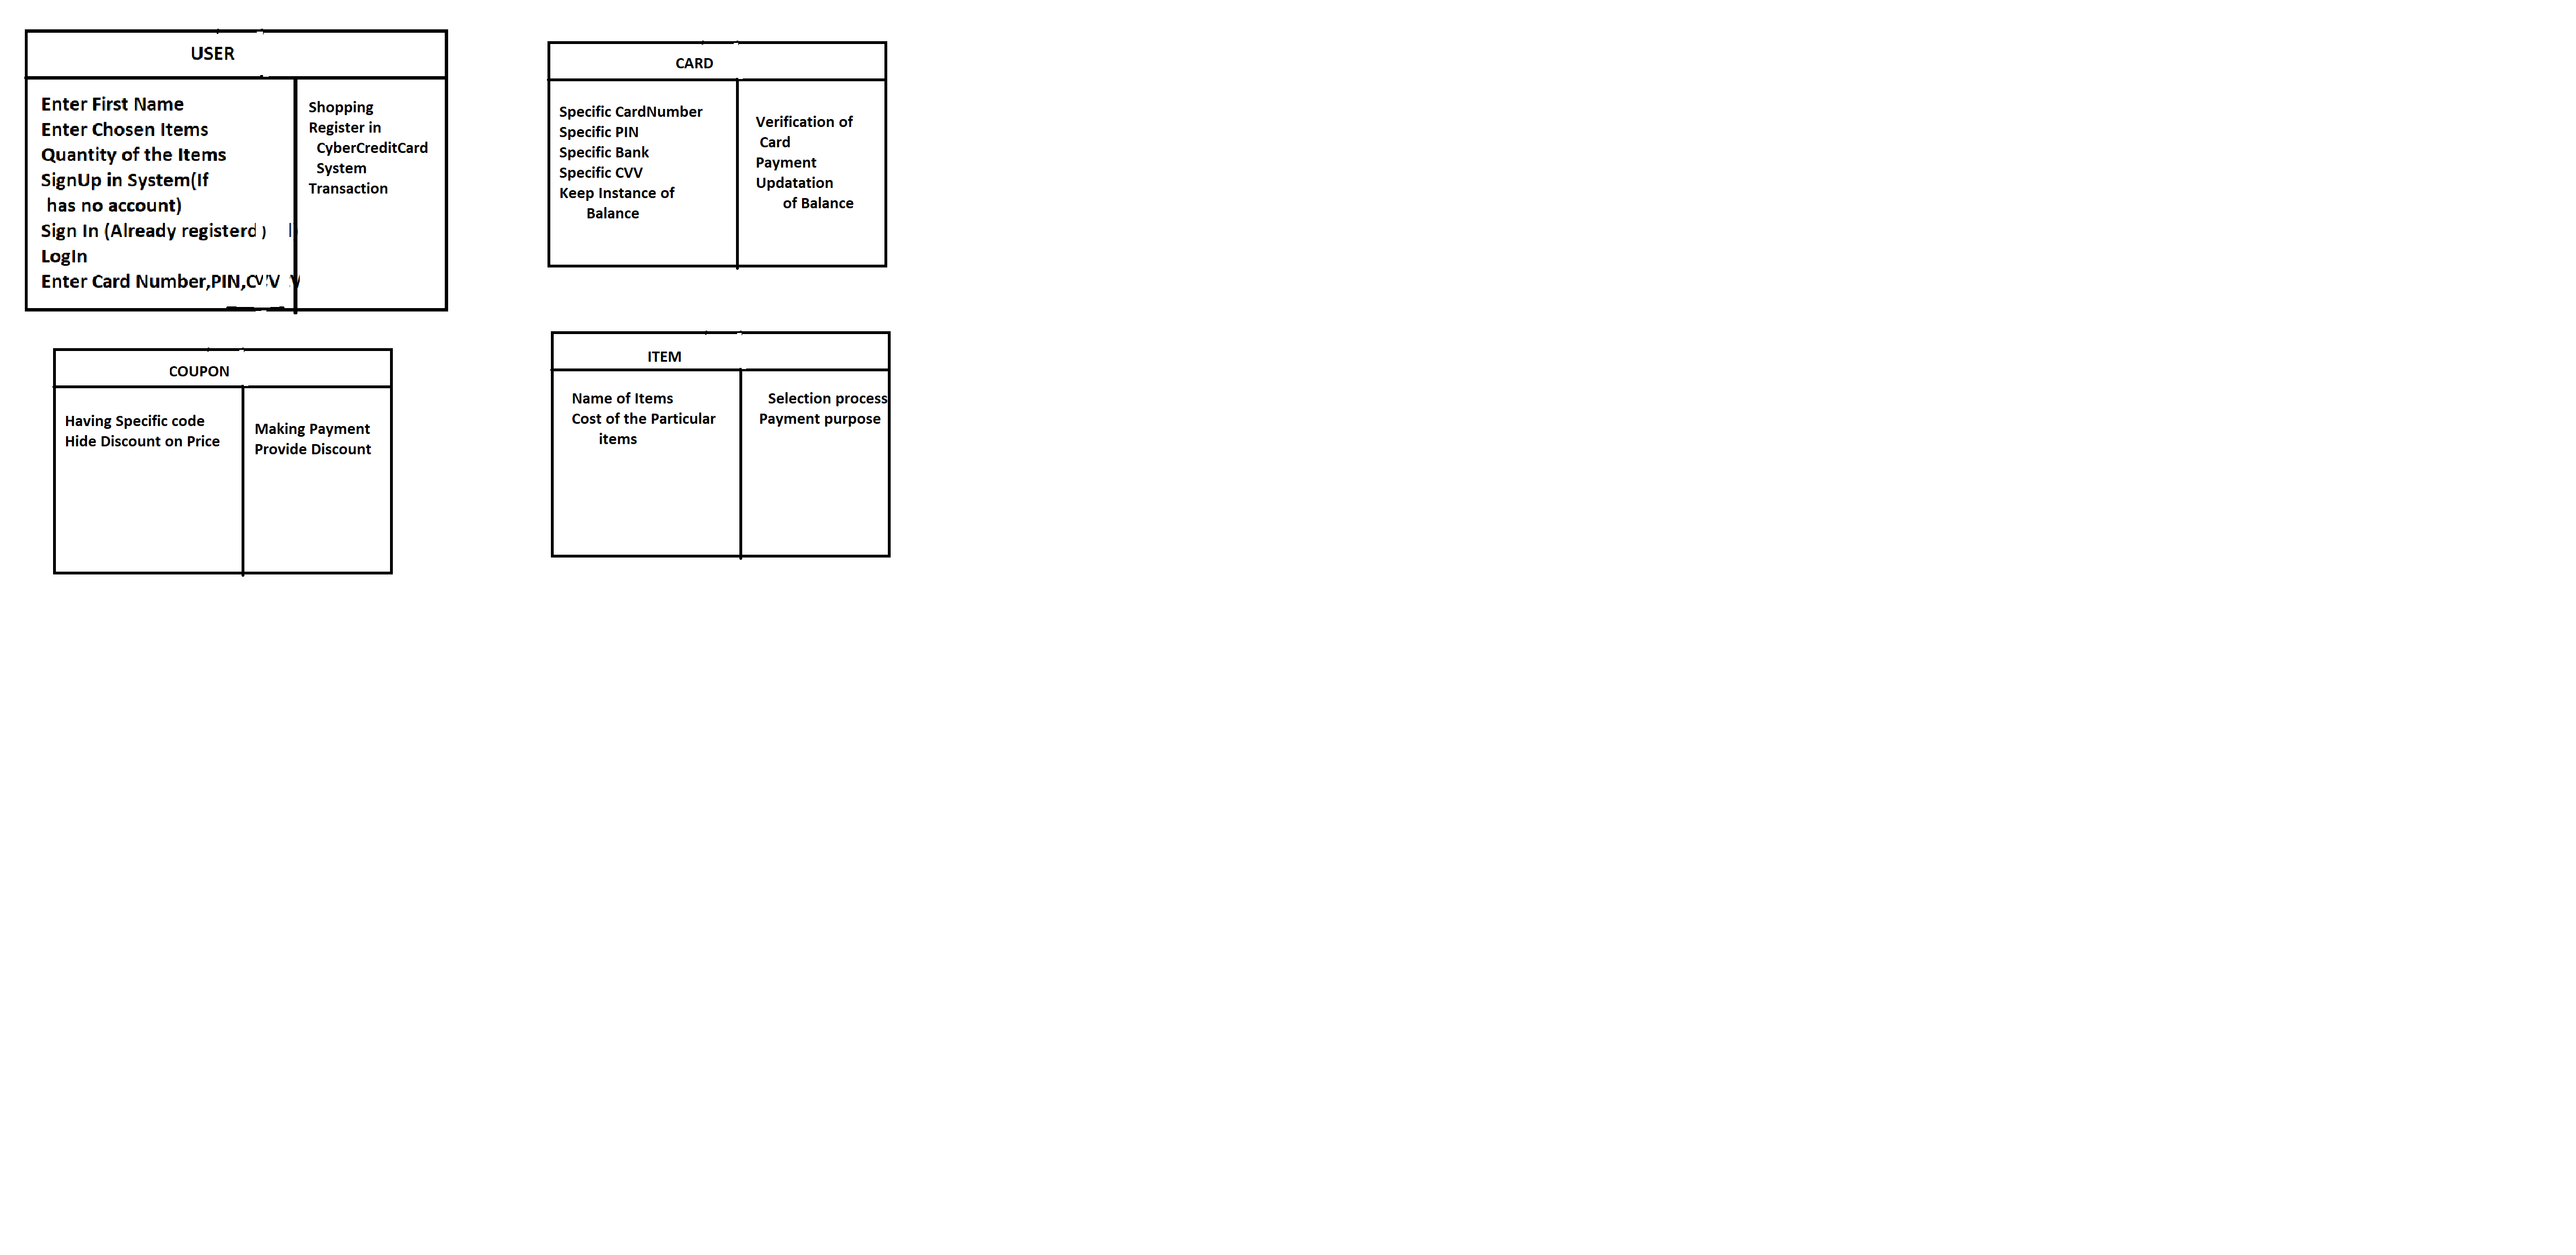 USER
Enter First Name
Enter Chosen Items
Quantity of the Items
SignUp in System(If
has no account)
Sign In (Already registerd )
LogIn
Enter Card Number,PIN,CVV
Shopping
Register in
CyberCreditCard
System
Transaction
CARD
Specific CardNumber
Specific PIN
Specific Bank
Specific CVV
Keep Instance of
Balance
Verification of
Card
Payment
Updatation
of Balance
COUPON
Having Specific code
Hide Discount on Price
Making Payment
Provide Discount
ITEM
Name of Items
Cost of the Particular
items
Selection process
Payment purpose